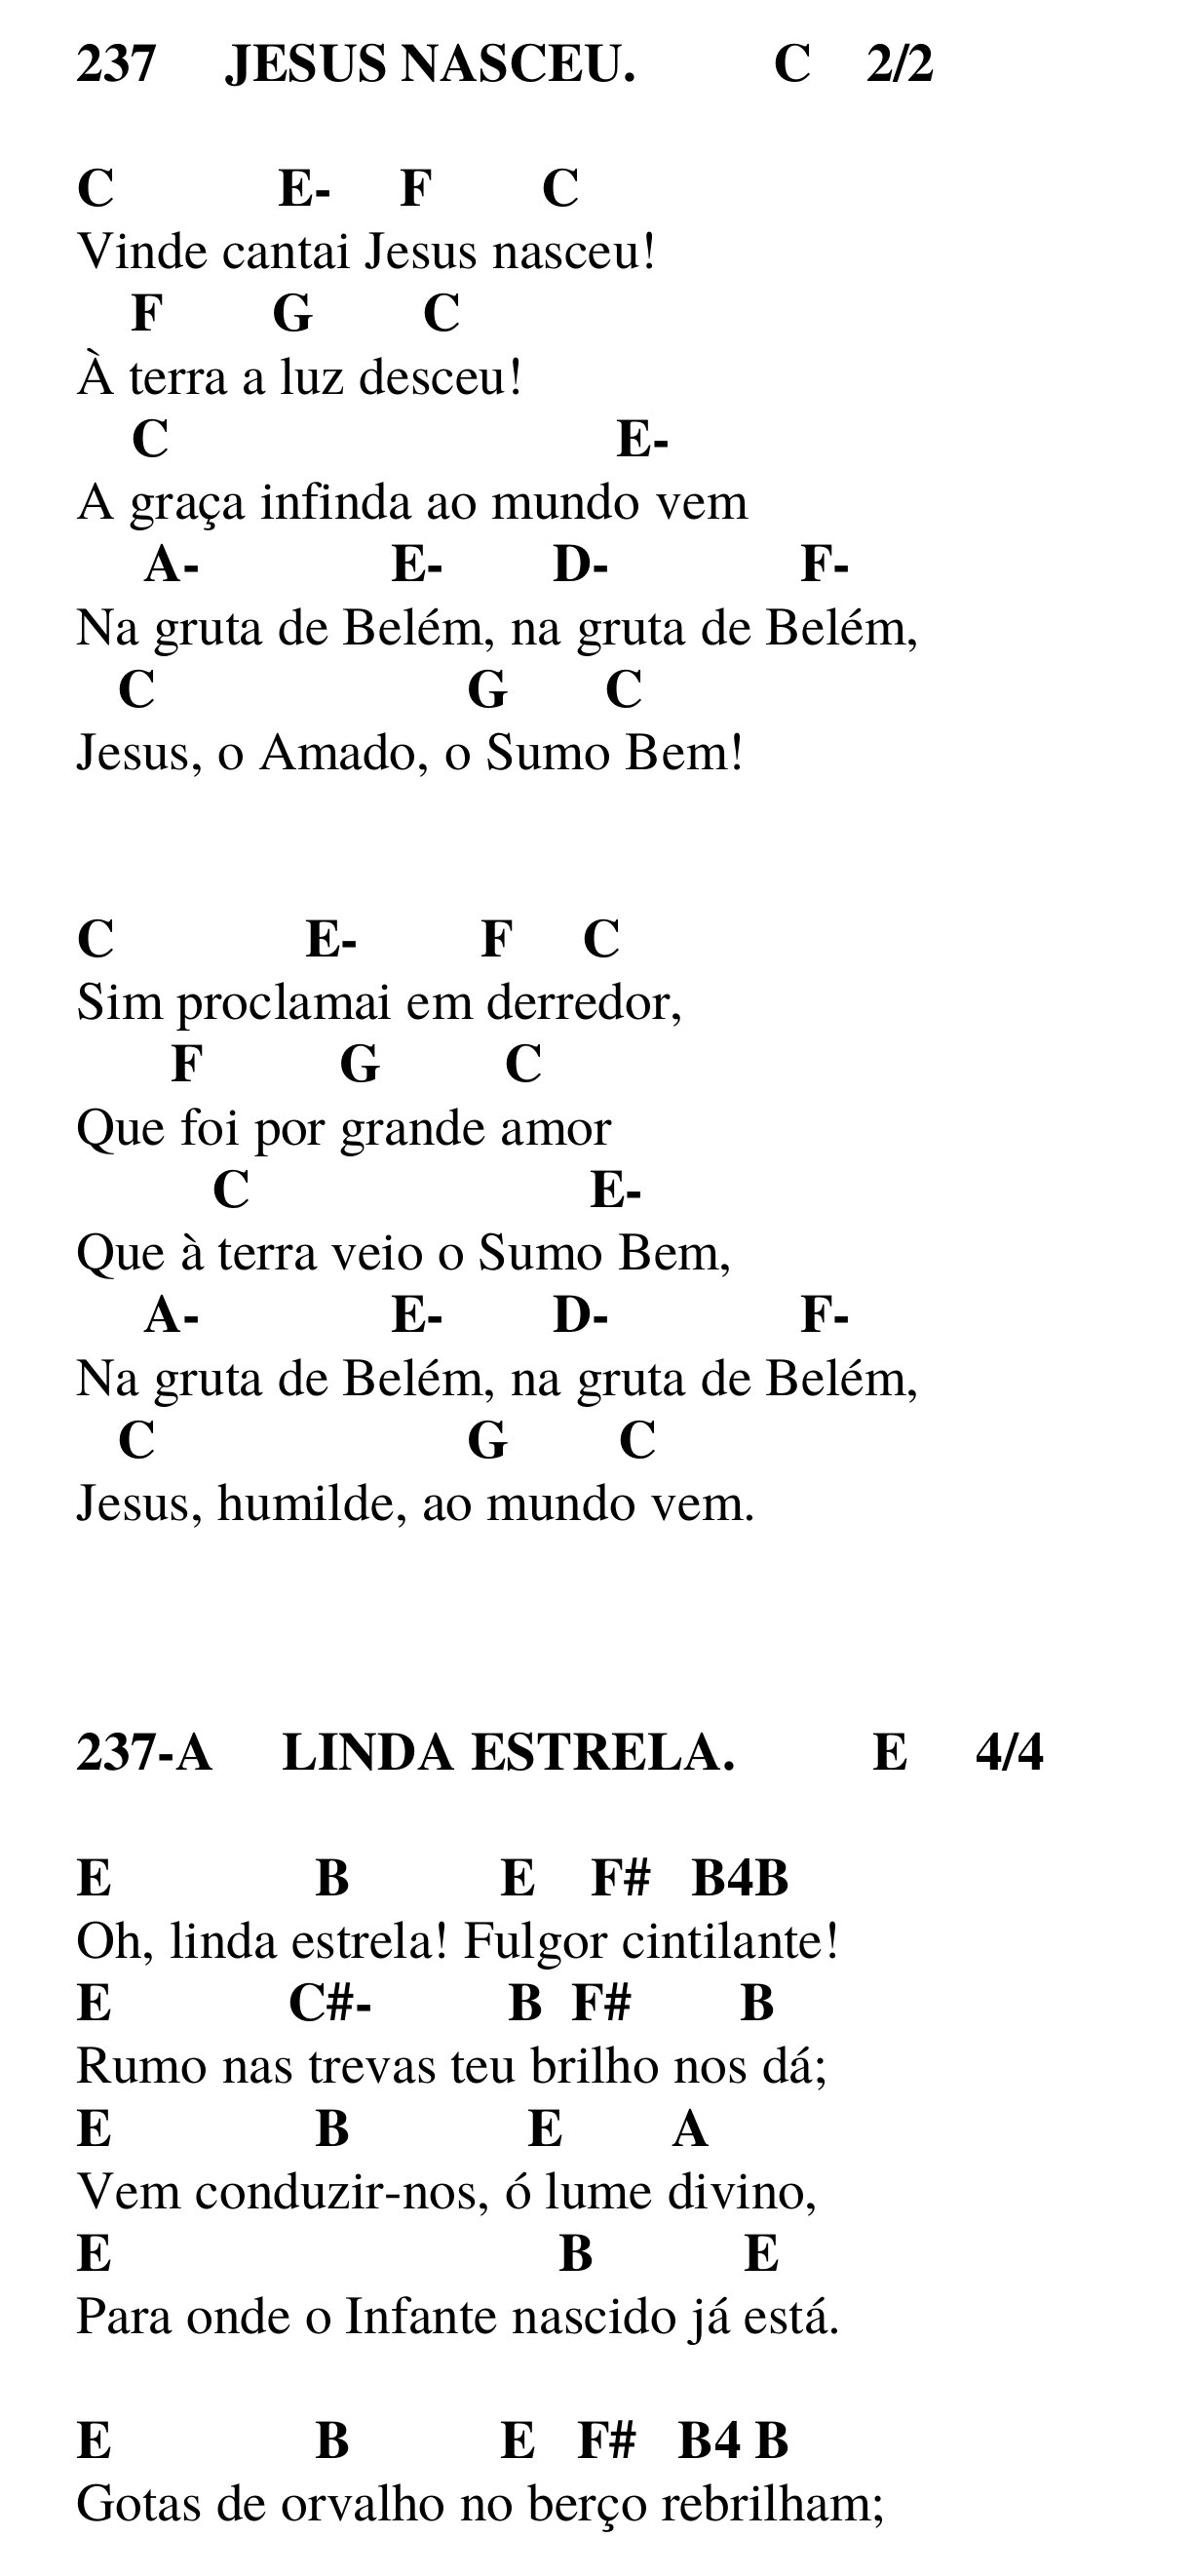 237 JESUS NASCEU. C 2/2
C E- F C
Vinde cantai Jesus nasceu!
F G C
À terra a luz desceu!
C E-
A graça infinda ao mundo vem
A- E- D- F-
Na gruta de Belém, na gruta de Belém,
C G C
Jesus, o Amado, o Sumo Bem!
C E- F C
Sim proclamai em derredor,
F G C
Que foi por grande amor
C E-
Que à terra veio o Sumo Bem,
A- E- D- F-
Na gruta de Belém, na gruta de Belém,
C G C
Jesus, humilde, ao mundo vem.
237-A LINDA ESTRELA. E 4/4
E B E F# B4B
Oh, linda estrela! Fulgor cintilante!
E C#- B F# B
Rumo nas trevas teu brilho nos dá;
E B E A
Vem conduzir-nos, ó lume divino,
E B E
Para onde o Infante nascido já está.
E B E F# B4 B
Gotas de orvalho no berço rebrilham;